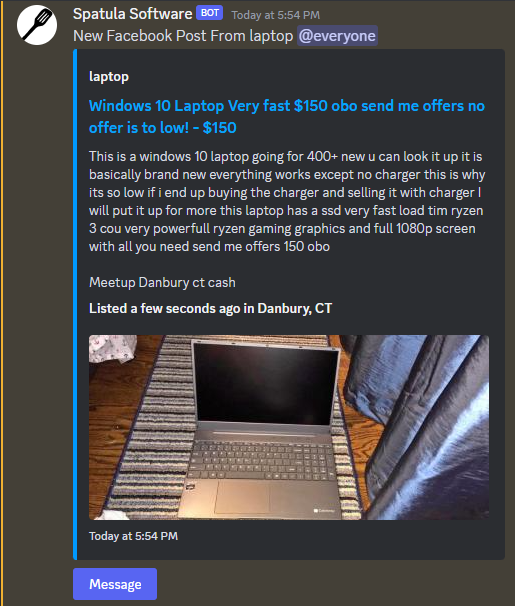 Spatula Software BOT Today at 5:54 PM
New Facebook Post From laptop @everyone
laptop
Windows 10 Laptop Very fast $150 obo send me offers no
offer is to low! - $150
This is a windows 10 laptop going for 400+ new u can look it up it is
basically brand new everything works except no charger this is why
its so low if i end up buying the charger and selling it with charger I
will put it up for more this laptop has a ssd very fast load tim ryzen
3 cou very powerfull ryzen gaming graphics and full 1080p screen
with all you need send me offers 150 obo
Meetup Danbury ct cash
Listed a few seconds ago in Danbury, CT
Today at 5:54 PM
Message